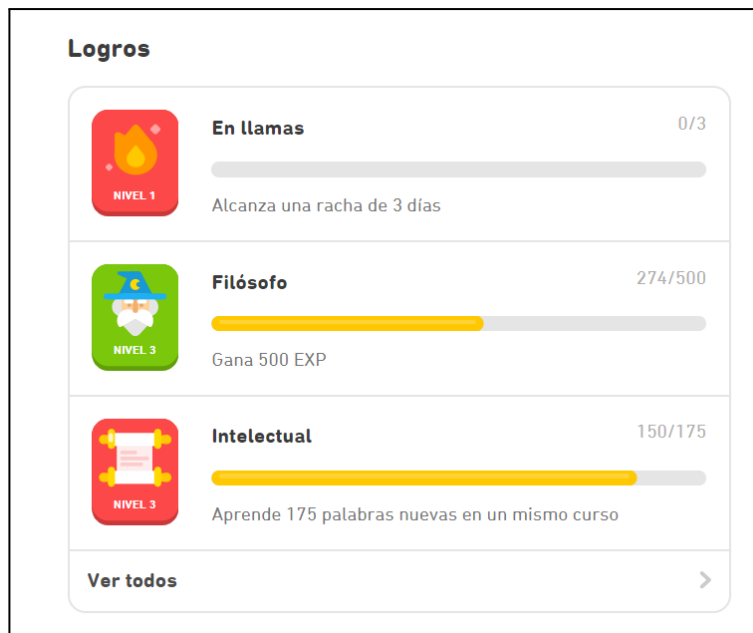 Logros
En llamas
0/3
NIVEL 1
Alcanza una racha de 3 días
Filósofo
274/500
NIVEL 3
Gana 500 EXP
Intelectual
150/175
NIVEL 3
Aprende 175 palabras nuevas en un mismo curso
Ver todos